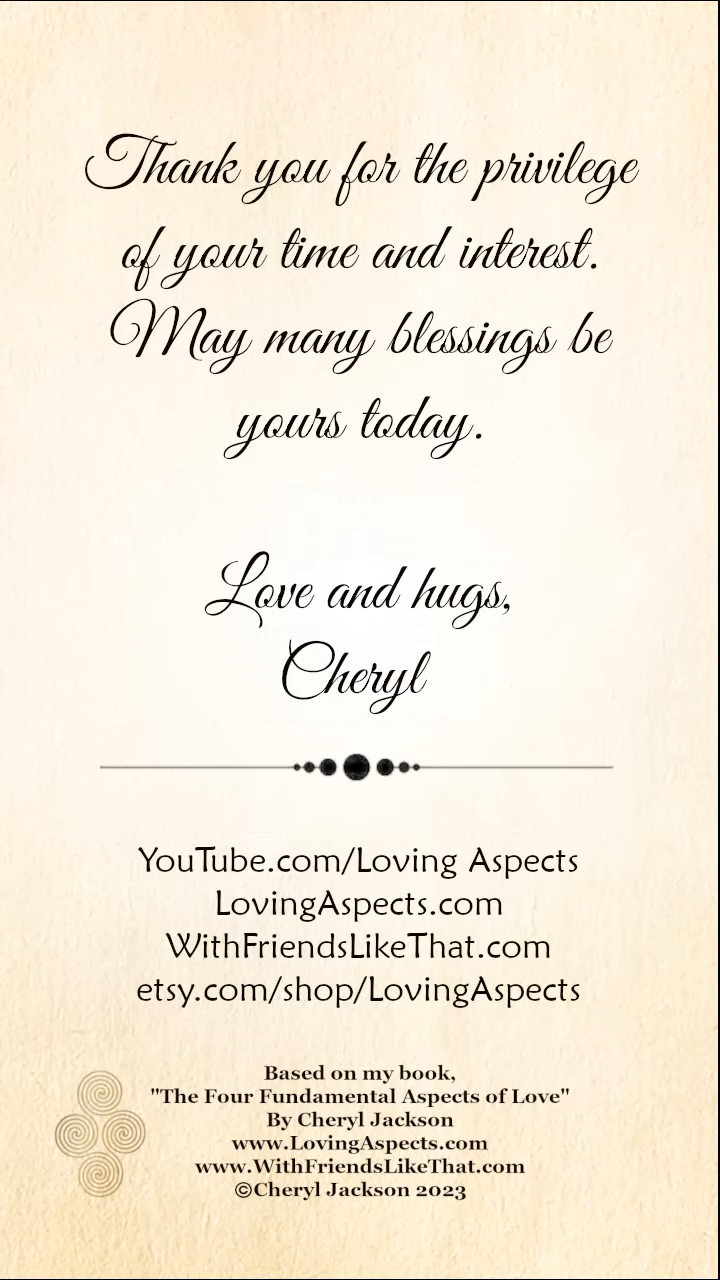 Thank you for the privilege
of your time and interest.
May many blessings be
yours today.
Love and hugs,
Cheryl
YouTube.com/Loving Aspects
LovingAspects.com
WithFriendsLikeThat.com
etsy.com/shop/LovingAspects
Based on my book,
"The Four Fundamental Aspects of Love"
By Cheryl Jackson
www.LovingAspects.com
www.WithFriendsLikeThat.com
©Cheryl Jackson 2023